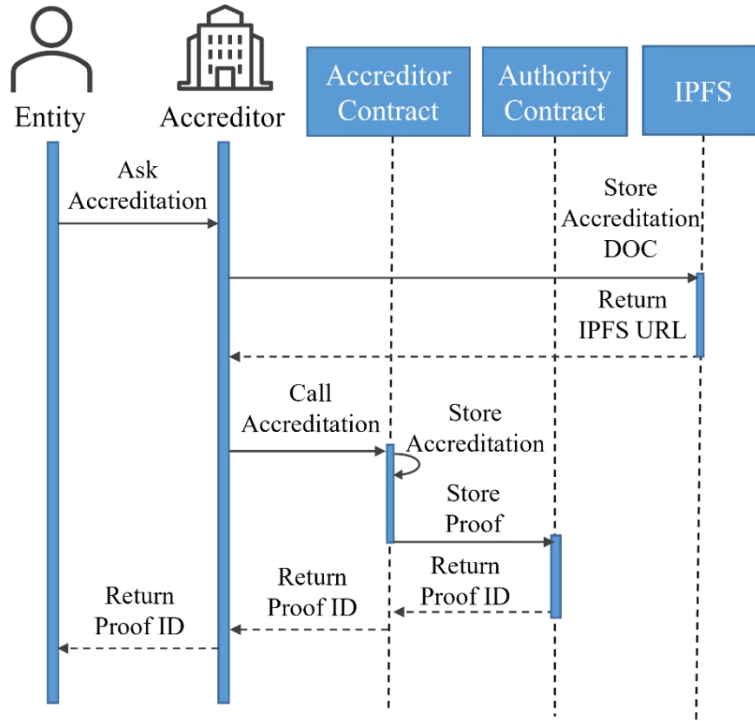 Entity
Accreditor
Accreditor
Contract
Authority
Contract
IPFS
Ask
Accreditation
Store
Accreditation
DOC
Return
IPFS URL
Call
Accreditation
Store
Accreditation
Store
Proof
Return
Proof ID
Return
Proof ID
Return
Proof ID